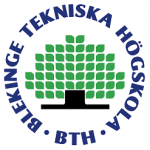 BLEKINGE TEKNISKA HÖGSKOLA
· BTH ·